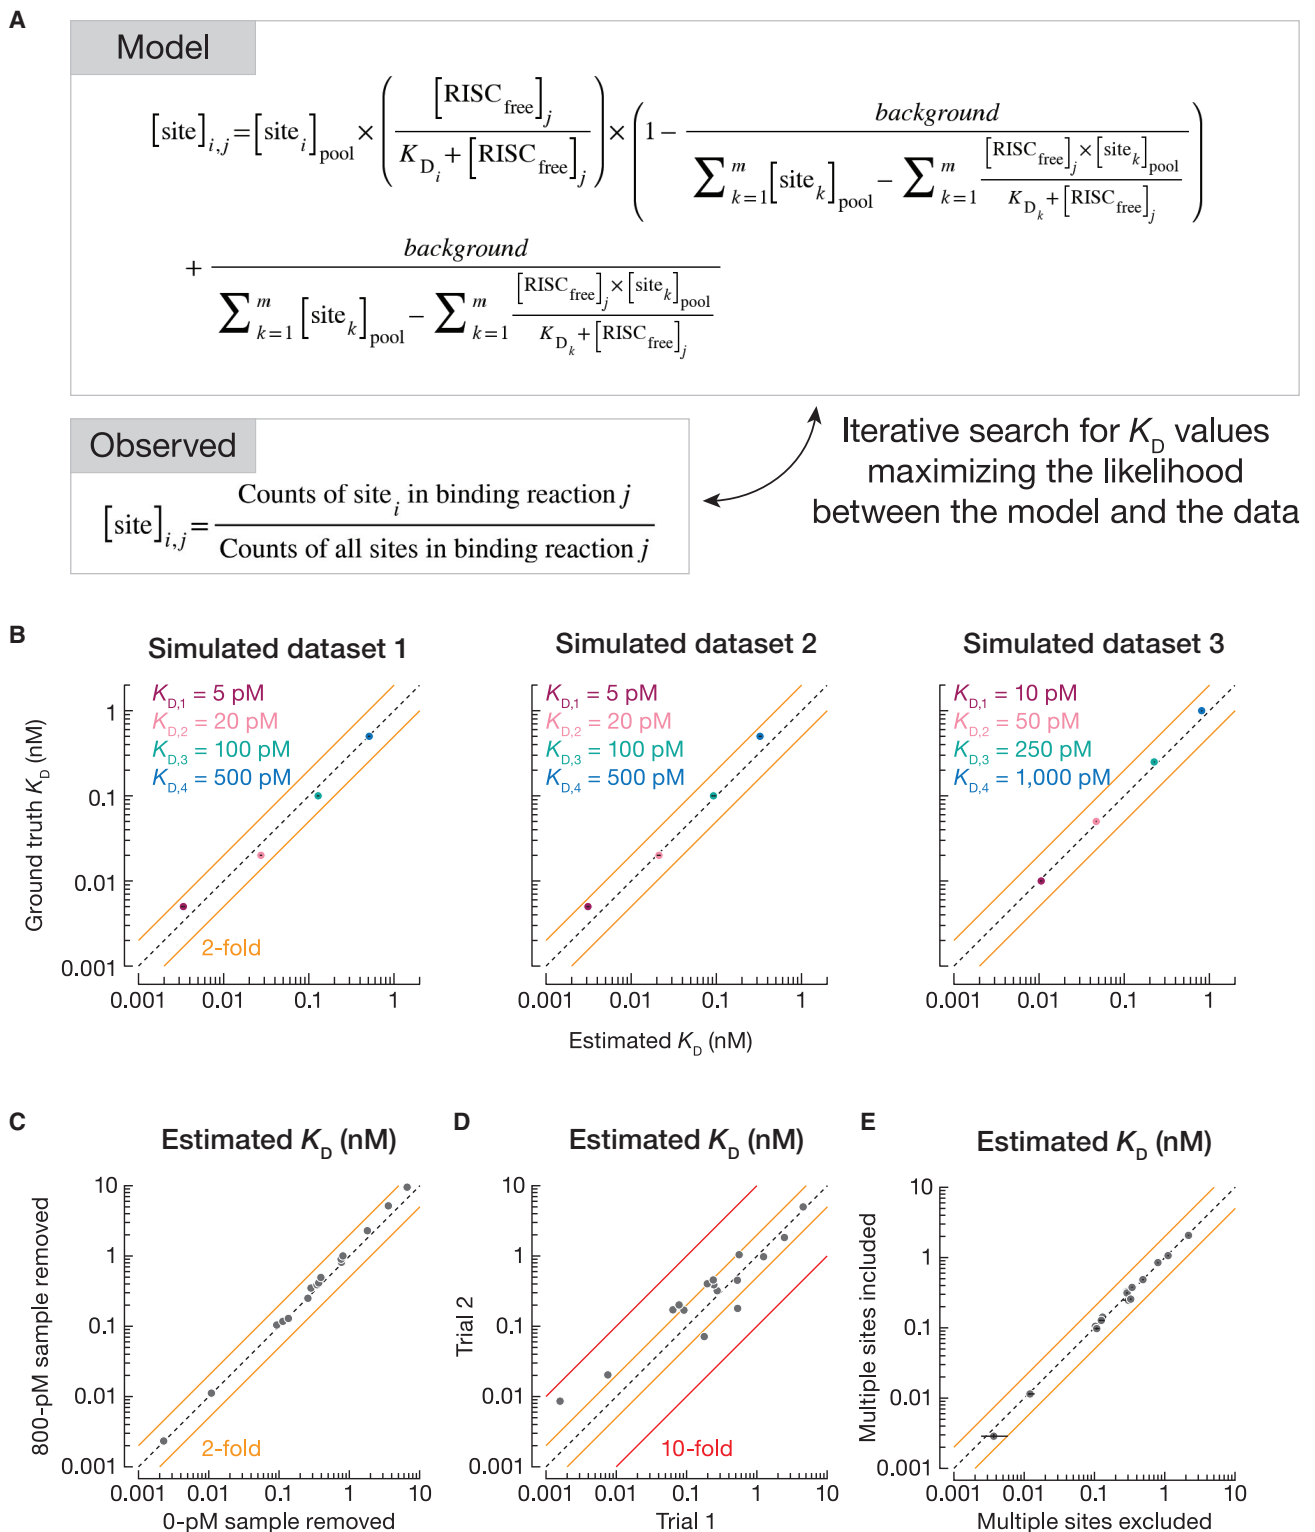 A
Model
[site]i,j = [site i]pool × ([RISC free]j / (K Di + [RISC free]j)) × (1 − background / (∑ k=1 m [site k]pool − ∑ k=1 m ([RISC free]j × [site k]pool) / (K Dk + [RISC free]j)))
+ background / (∑ k=1 m [site k]pool − ∑ k=1 m ([RISC free]j × [site k]pool) / (K Dk + [RISC free]j))
Observed
[site]i,j = Counts of site i in binding reaction j / Counts of all sites in binding reaction j
Iterative search for KD values
maximizing the likelihood
between the model and the data
B
Simulated dataset 1
KD,1 = 5 pM
KD,2 = 20 pM
KD,3 = 100 pM
KD,4 = 500 pM
2-fold
Ground truth KD (nM)
1
0.1
0.01
0.001
0.001 0.01 0.1 1
Simulated dataset 2
KD,1 = 5 pM
KD,2 = 20 pM
KD,3 = 100 pM
KD,4 = 500 pM
0.001 0.01 0.1 1
Simulated dataset 3
KD,1 = 10 pM
KD,2 = 50 pM
KD,3 = 250 pM
KD,4 = 1,000 pM
0.001 0.01 0.1 1
Estimated KD (nM)
C
Estimated KD (nM)
800-pM sample removed
10
1
0.1
0.01
0.001
2-fold
0.001 0.01 0.1 1 10
0-pM sample removed
D
Estimated KD (nM)
Trial 2
10
1
0.1
0.01
0.001
10-fold
0.001 0.01 0.1 1 10
Trial 1
E
Estimated KD (nM)
Multiple sites included
10
1
0.1
0.01
0.001
0.001 0.01 0.1 1 10
Multiple sites excluded